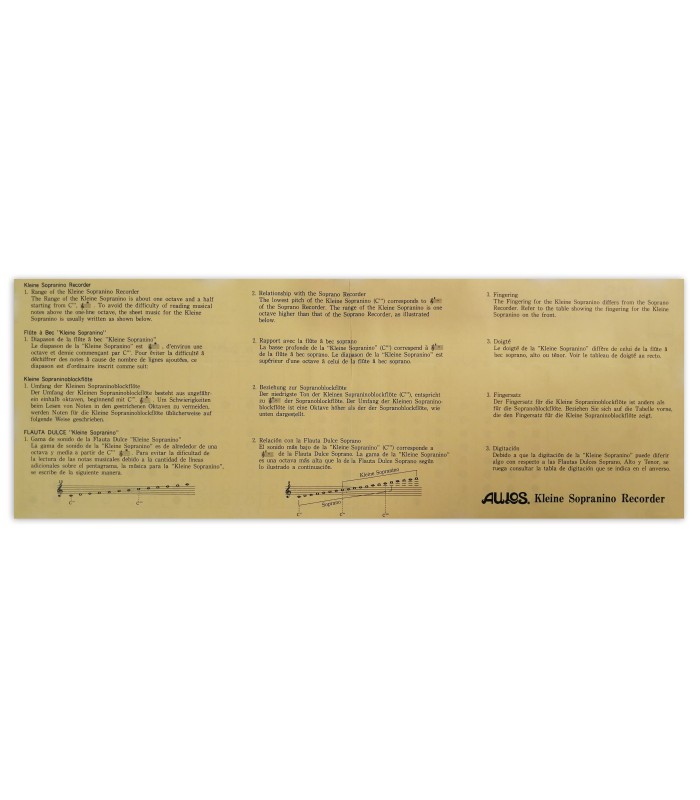 Kleine Sopranino Recorder
1. Range of the Kleine Sopranino Recorder
The Range of the Kleine Sopranino is about one octave and a half
starting from C''' . To avoid the difficulty of reading musical
notes above the one-line octave, the sheet music for the Kleine
Sopranino is usually written as shown below.
Flûte à Bec "Kleine Sopranino"
1. Diapason de la flûte à bec "Kleine Sopranino"
Le diapason de la "Kleine Sopranino" est , d'environ une
octave et demie commençant par C'''. Pour éviter la difficulté à
déchiffrer des notes à cause de nombre de lignes ajoutées, ce
diapason est d'ordinaire inscrit comme suit:
Kleine Sopraninoblockflöte
1. Umfang der Kleinen Sopraninoblockflöte
Der Umfang der Kleinen Sopraninoblockflöte besteht aus ungefähr-
ein einhalb oktaven, beginnend mit C''' . Um Schwierigkeiten
beim Lesen von Noten in den gestrichenen Oktaven zu vermeiden,
werden Noten für die Kleine Sopraninoblockflöte üblicherweise auf
folgende Weise geschrieben.
FLAUTA DULCE "Kleine Sopranino"
1. Gama de sonido de la Flauta Dulce "Kleine Sopranino"
La gama de sonido de la "Kleine Sopranino" es de alrededor de una
octava y media a partir de C''' . Para evitar la dificultad de
la lectura de las notas musicales debido a la cantidad de líneas
adicionales sobre el pentagrama, la música para la "Kleine Sopranino",
se escribe de la siguiente manera.
2. Relationship with the Soprano Recorder
The lowest pitch of the Kleine Sopranino (C''') corresponds to
of the Soprano Recorder. The range of the Kleine Sopranino is one
octave higher than that of the Soprano Recorder, as illustrated
below.
2. Rapport avec la flûte à bec soprano
La basse profonde de la "Kleine Sopranino" (C''') correspond à
de la flûte à bec soprano. Le diapason de la "Kleine Sopranino" est
supérieur d'une octave à celui de la flûte à bec soprano.
2. Beziehung zur Sopranoblockflöte
Der niedrigste Ton der Kleinen Sopraninoblockflöte (C'''), entspricht
zu der Sopranoblockflöte. Der Umfang der Kleinen Sopranino-
blockflöte ist eine Oktave höher als der der Sopranoblockflöte, wie
unten dargestellt.
2. Relación con la Flauta Dulce Soprano
El sonido más bajo de la "Kleine Sopranino" (C''') corresponde a
de la Flauta Dulce Soprano. La gama de la "Kleine Sopranino"
es una octava más alta que la de la Flauta Dulce Soprano según
lo ilustrado a continuación.
Kleine Sopranino
Soprano
3. Fingering
The Fingering for the Kleine Sopranino differs from the Soprano
Recorder. Refer to the table showing the fingering for the Kleine
Sopranino on the front.
3. Doigté
Le doigté de la "Kleine Sopranino" diffère de celui de la flûte à
bec soprano, alto ou ténor. Voir le tableau de doigté au recto.
3. Fingersatz
Der Fingersatz für die Kleine Sopraninoblockflöte ist anders als
für die Sopranoblockflöte. Beziehen Sie sich auf die Tabelle vorne,
die den Fingersatz für die Kleine Sopraninoblockflöte zeigt.
3. Digitación
Debido a que la digitación de la "Kleine Sopranino" puede diferir
algo con respecto a las Flautas Dulces Soprano, Alto y Tenor, se
ruega consultar la tabla de digitación que se indica en el anverso.
AULOS. Kleine Sopranino Recorder